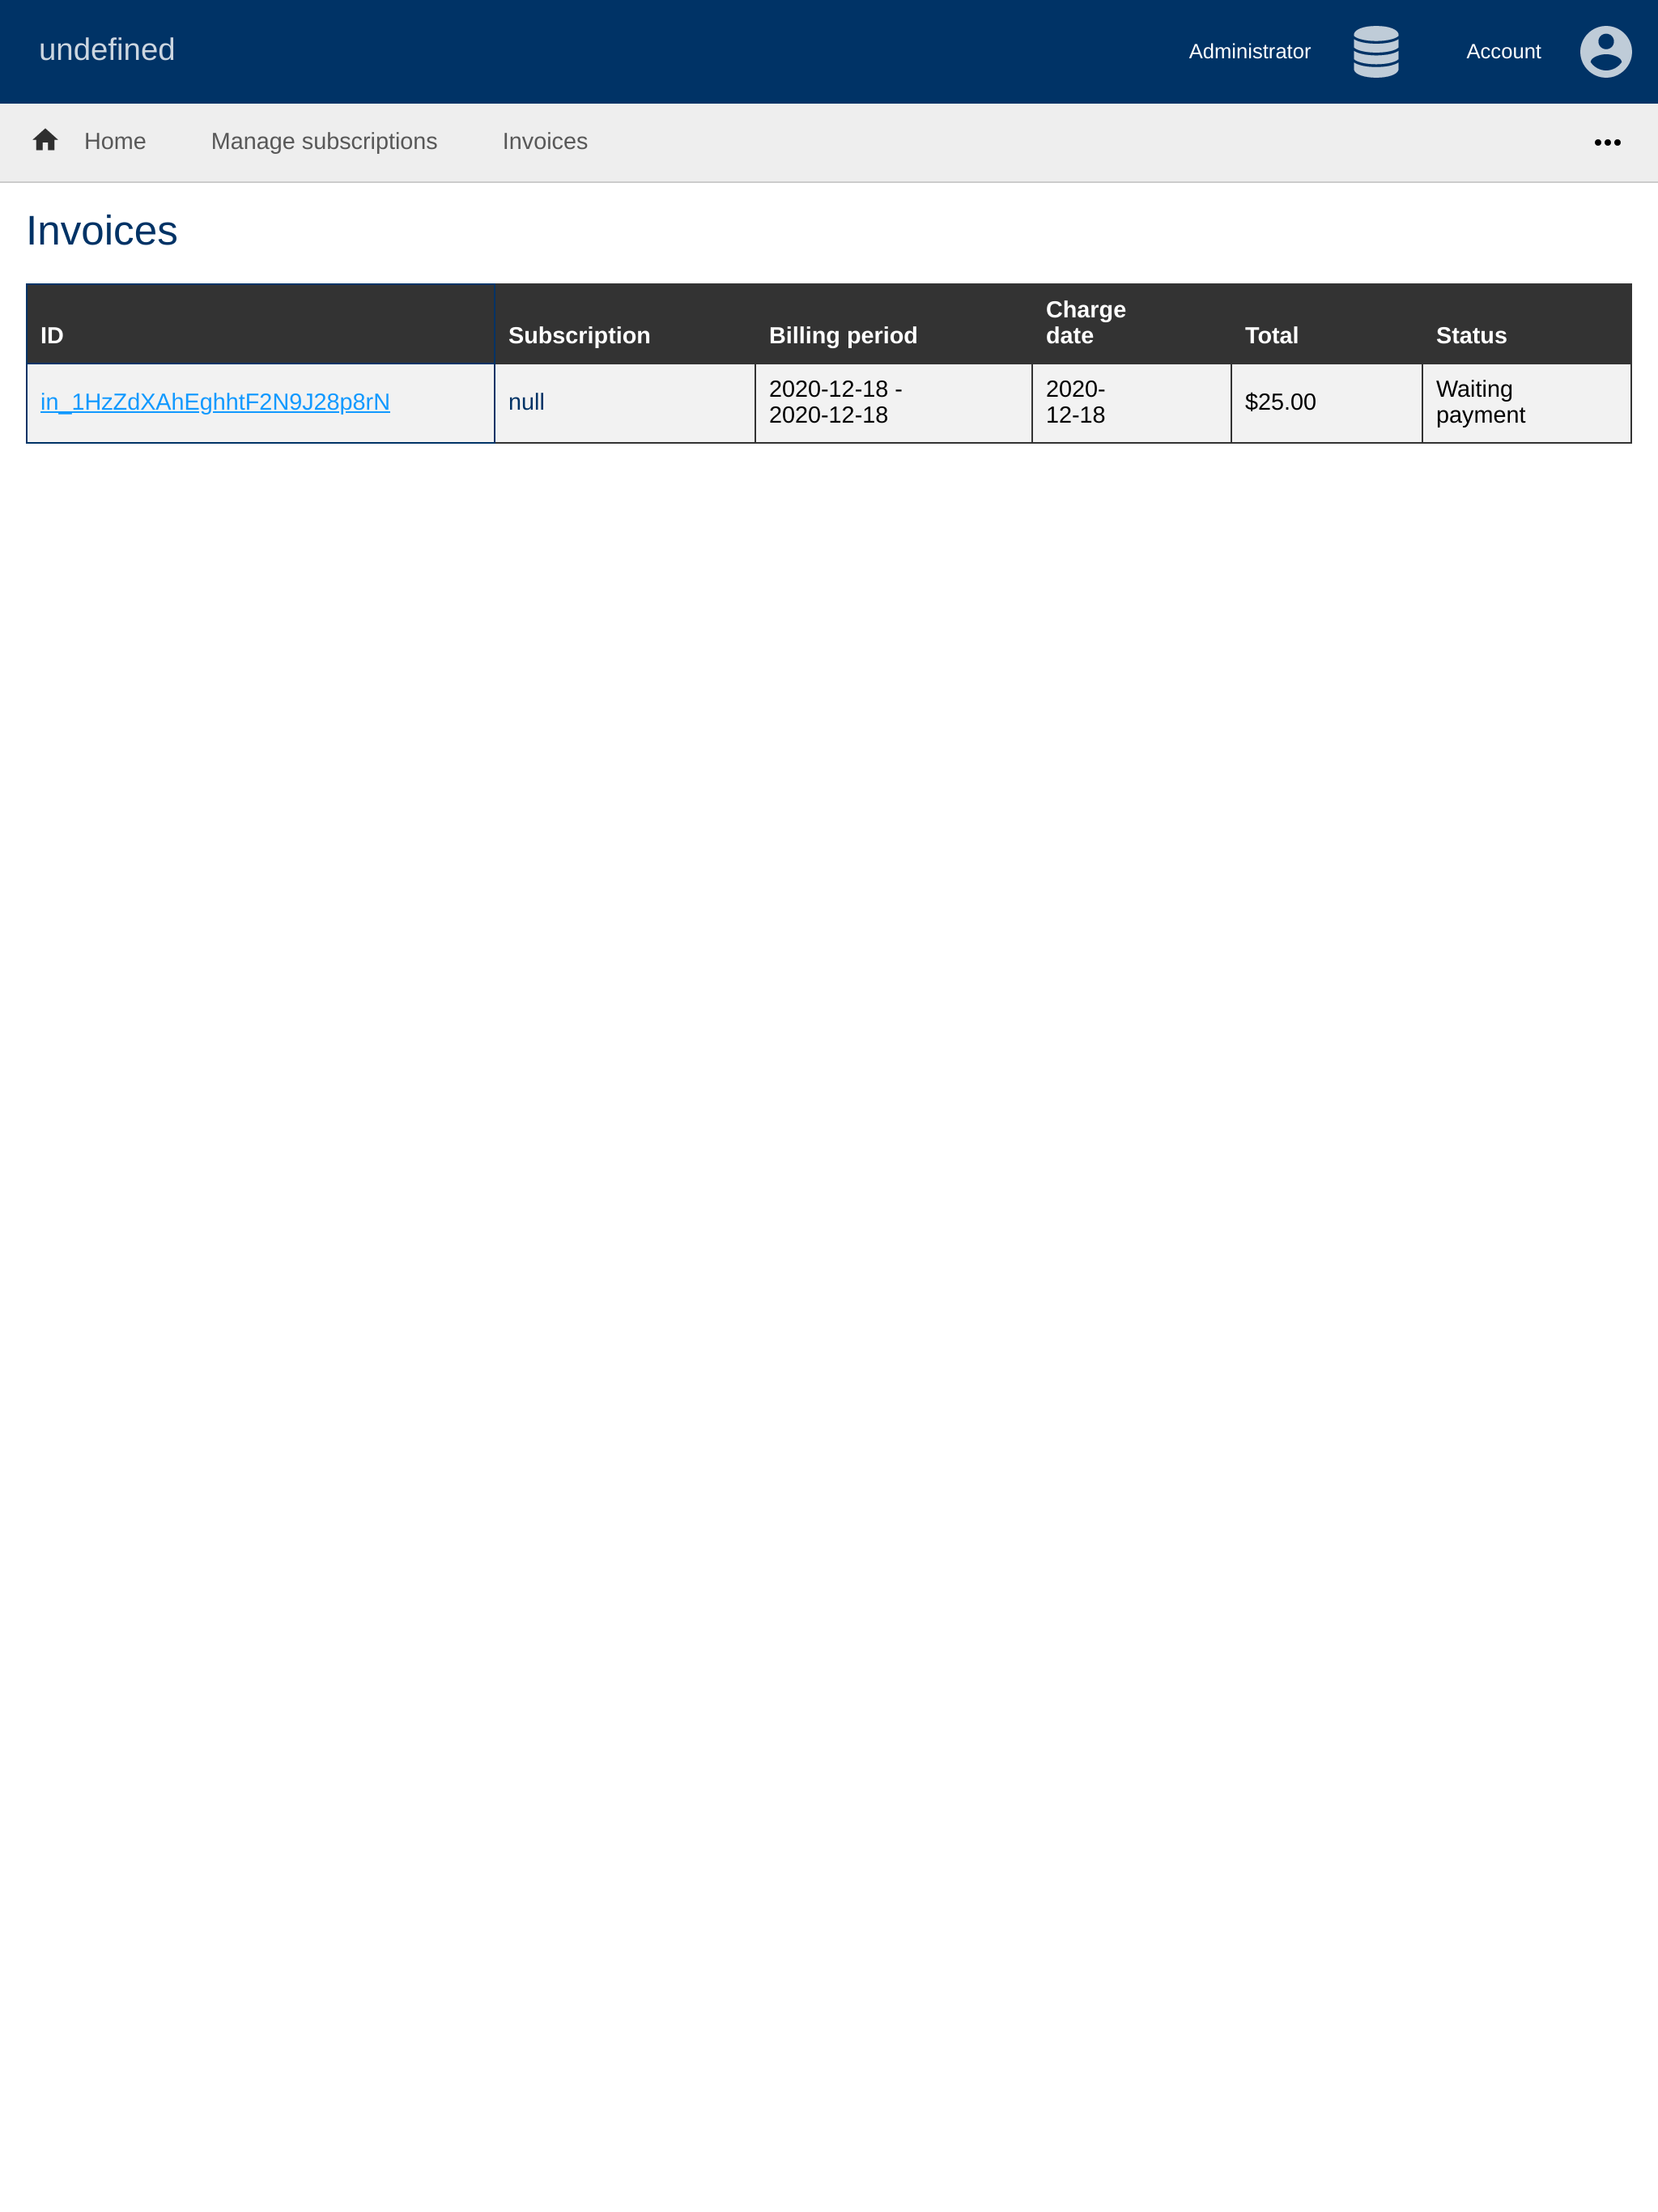 undefined
Administrator
Account
Home
Manage subscriptions
Invoices
Invoices
ID
Subscription
Billing period
Charge
date
Total
Status
in_1HzZdXAhEghhtF2N9J28p8rN
null
2020-12-18 -
2020-12-18
2020-
12-18
$25.00
Waiting
payment